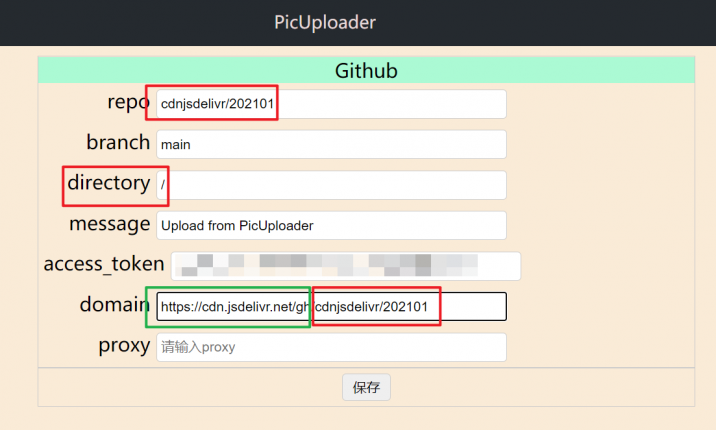 PicUploader
Github
repo cdnjsdelivr/202101
branch main
directory /
message Upload from PicUploader
access_token
domain https://cdn.jsdelivr.net/gh/cdnjsdelivr/202101
proxy 请输入proxy
保存